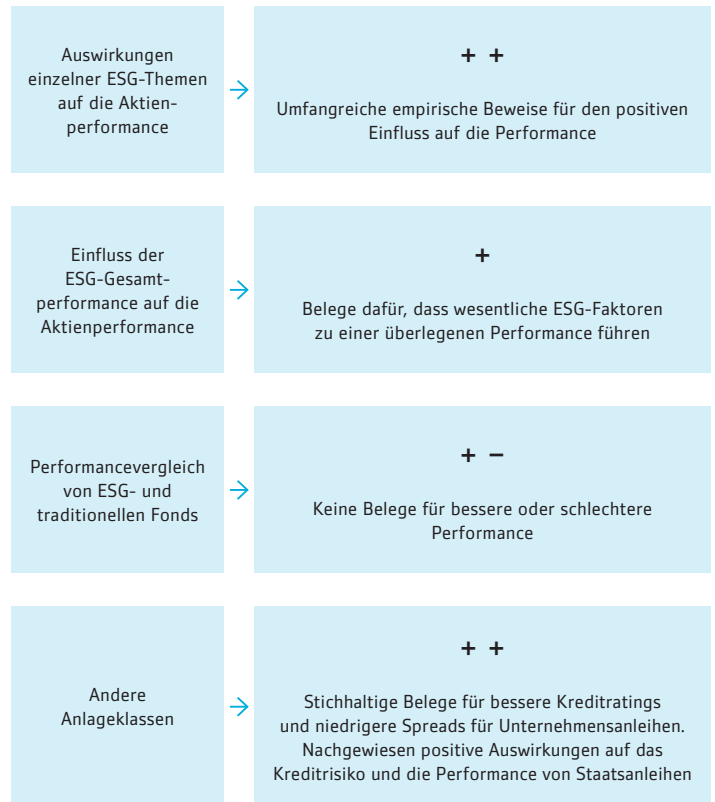 Auswirkungen
einzelner ESG-Themen
auf die Aktien-
performance
→
+ +
Umfangreiche empirische Beweise für den positiven
Einfluss auf die Performance
Einfluss der
ESG-Gesamt-
performance auf die
Aktienperformance
→
+
Belege dafür, dass wesentliche ESG-Faktoren
zu einer überlegenen Performance führen
Performancevergleich
von ESG- und
traditionellen Fonds
→
+ −
Keine Belege für bessere oder schlechtere
Performance
Andere
Anlageklassen
→
+ +
Stichhaltige Belege für bessere Kreditratings
und niedrigere Spreads für Unternehmensanleihen.
Nachgewiesen positive Auswirkungen auf das
Kreditrisiko und die Performance von Staatsanleihen